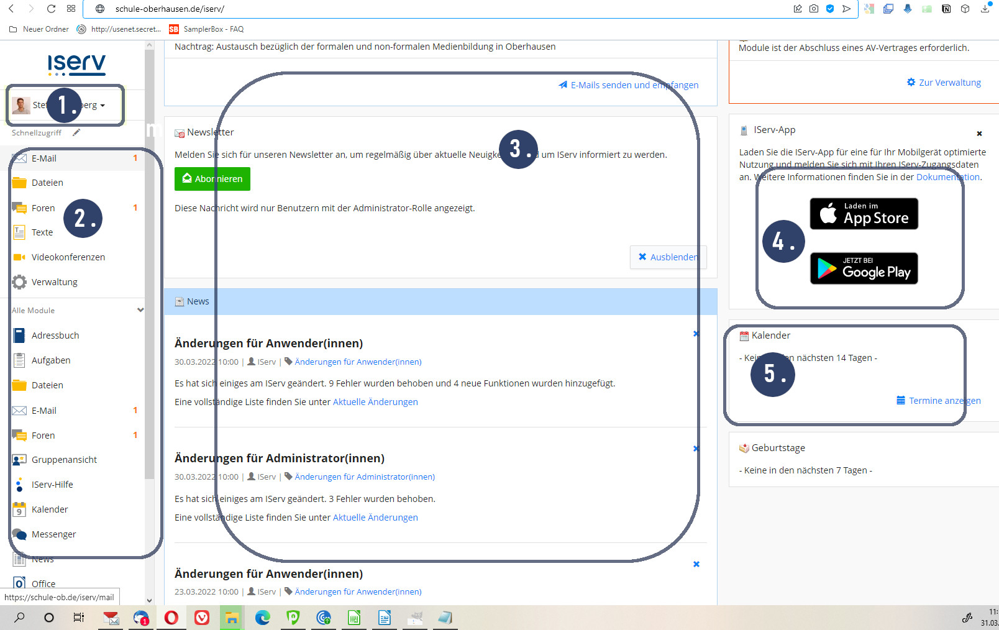 schule-oberhausen.de/iserv/
Neuer Ordner
http://usenet.secret...
SB SamplerBox - FAQ
IServ
1.
Schnellzugriff
E-Mail 1
Dateien
Foren 1
2.
Texte
Videokonferenzen
Verwaltung
Alle Module
Adressbuch
Aufgaben
Dateien
E-Mail 1
Foren 1
Gruppenansicht
IServ-Hilfe
9 Kalender
Messenger
News
Office
https://schule-ob.de/iserv/mail
Nachtrag: Austausch bezüglich der formalen und non-formalen Medienbildung in Oberhausen
E-Mails senden und empfangen
Newsletter
3.
Melden Sie sich für unseren Newsletter an, um regelmäßig über aktuelle um IServ informiert zu werden.
Abonnieren
Diese Nachricht wird nur Benutzern mit der Administrator-Rolle angezeigt.
Ausblenden
News
Änderungen für Anwender(innen)
30.03.2022 10:00 | IServ | Änderungen für Anwender(innen)
Es hat sich einiges am IServ geändert. 9 Fehler wurden behoben und 4 neue Funktionen wurden hinzugefügt.
Eine vollständige Liste finden Sie unter Aktuelle Änderungen
Änderungen für Administrator(innen)
30.03.2022 10:00 | IServ | Änderungen für Administrator(innen)
Es hat sich einiges am IServ geändert. 3 Fehler wurden behoben.
Eine vollständige Liste finden Sie unter Aktuelle Änderungen
Änderungen für Anwender(innen)
23.03.2022 10:00 | IServ | Änderungen für Anwender(innen)
Module ist der Abschluss eines AV-Vertrages erforderlich.
Zur Verwaltung
IServ-App
Laden Sie die IServ-App für eine für Ihr Mobilgerät optimierte
Nutzung und melden Sie sich mit Ihren IServ-Zugangsdaten
an. Weitere Informationen finden Sie in der Dokumentation.
4.
Laden im
App Store
JETZT BEI
Google Play
Kalender
- den nächsten 14 Tagen -
5.
Termine anzeigen
Geburtstage
- Keine in den nächsten 7 Tagen -
1
11:
31.03.